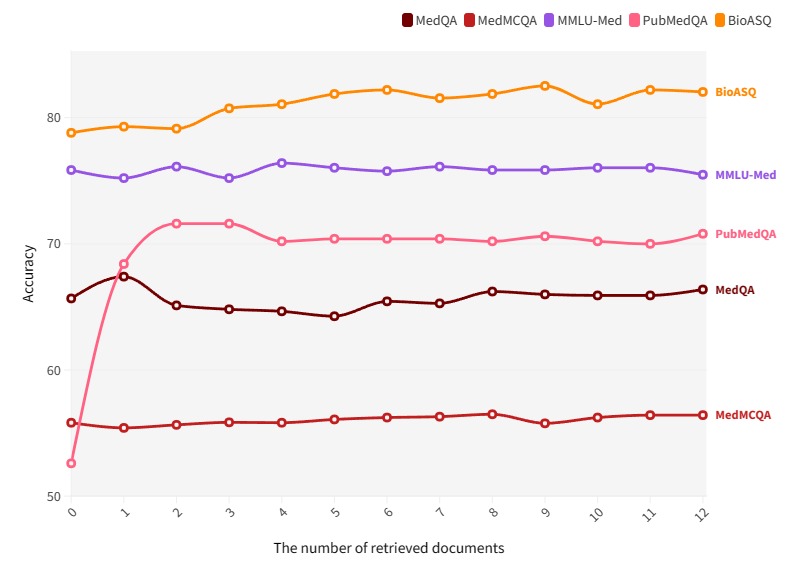 MedQA MedMCQA MMLU-Med PubMedQA BioASQ
80
70
60
50
Accuracy
BioASQ
MMLU-Med
PubMedQA
MedQA
MedMCQA
0 1 2 3 4 5 6 7 8 9 10 11 12
The number of retrieved documents